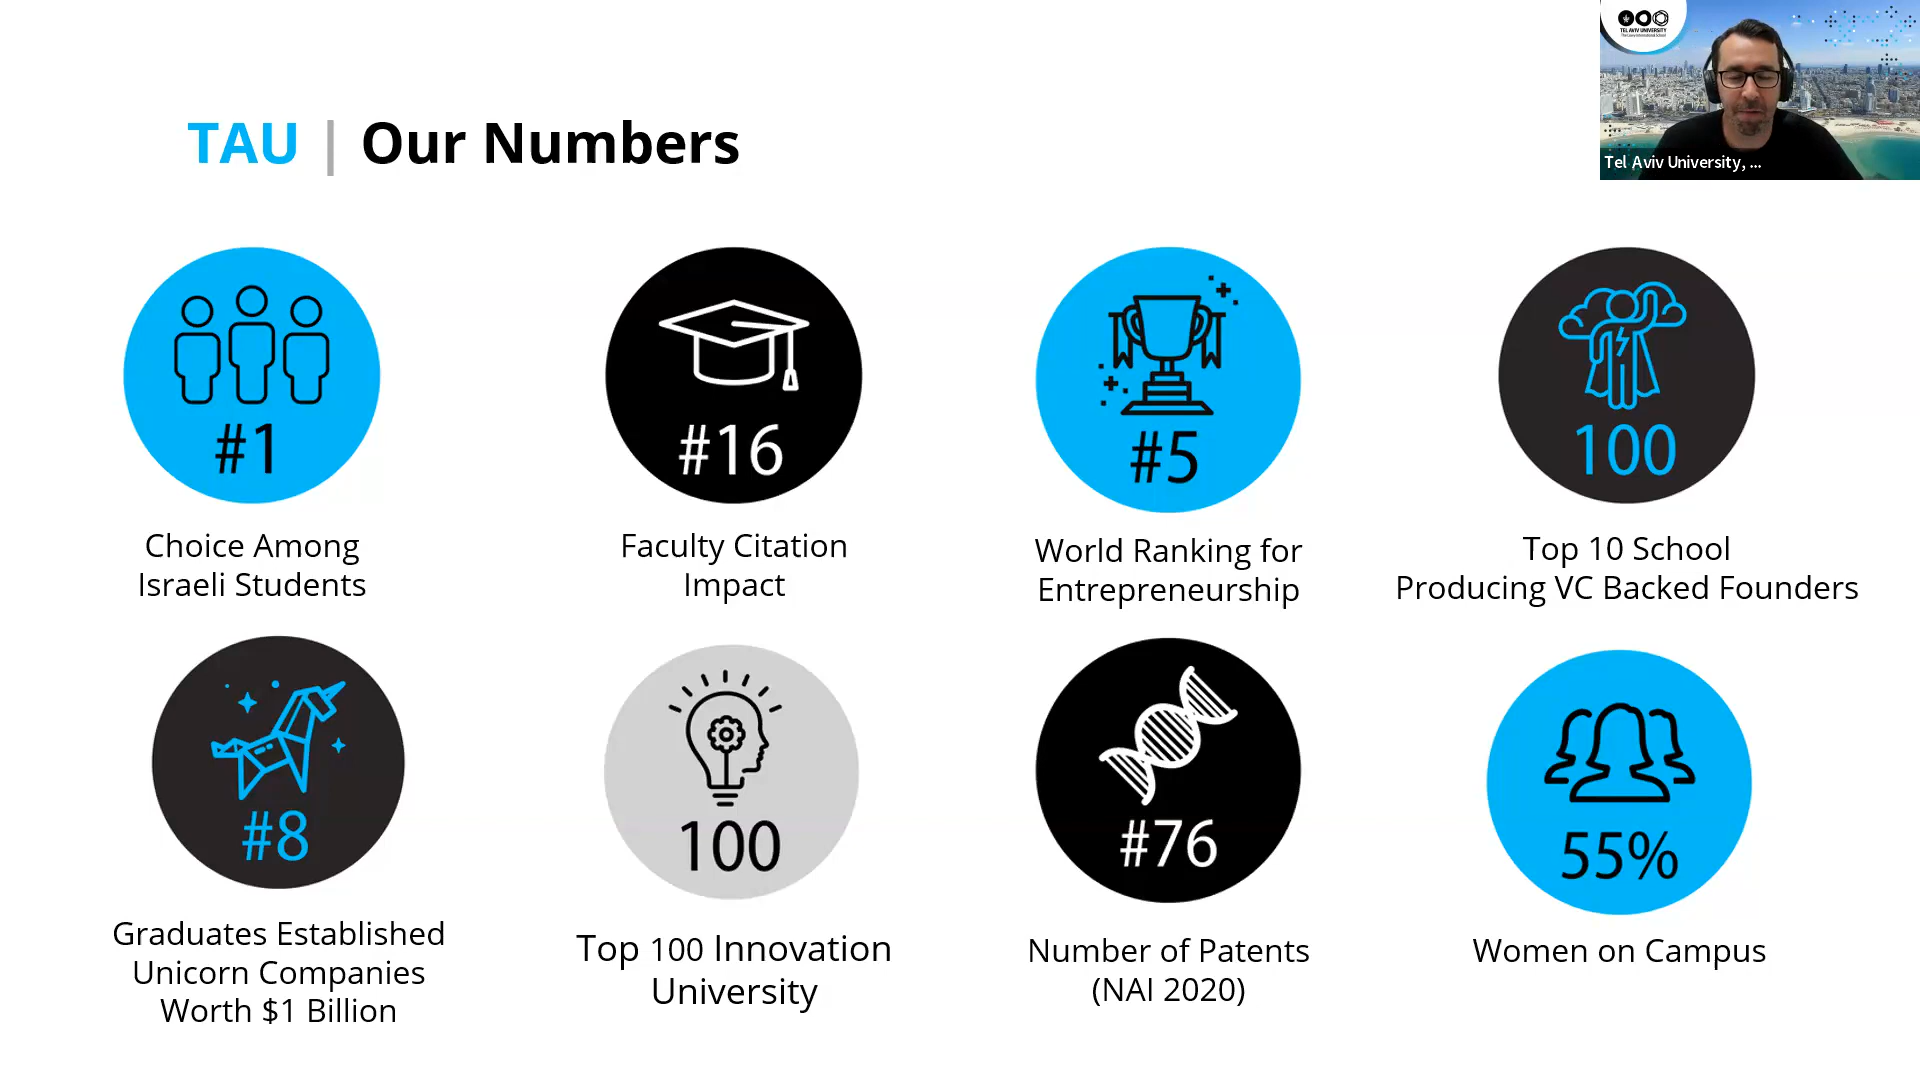 TAU | Our Numbers
TEL AVIV UNIVERSITY
Tel Aviv University, ...
#1
Choice Among
Israeli Students
#16
Faculty Citation
Impact
#5
World Ranking for
Entrepreneurship
100
Top 10 School
Producing VC Backed Founders
#8
Graduates Established
Unicorn Companies
Worth $1 Billion
100
Top 100 Innovation
University
#76
Number of Patents
(NAI 2020)
55%
Women on Campus